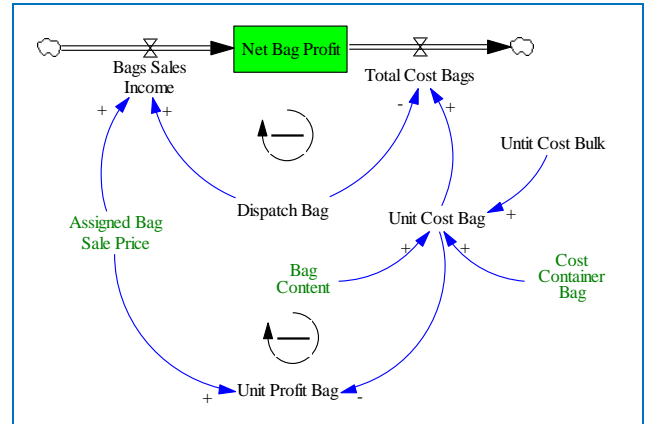 Net Bag Profit
Bags Sales
Income
Total Cost Bags
+
+
-
+
Untit Cost Bulk
Dispatch Bag
Assigned Bag
Sale Price
Unit Cost Bag
+
+
+
Bag
Content
Cost
Container
Bag
Unit Profit Bag
+
-